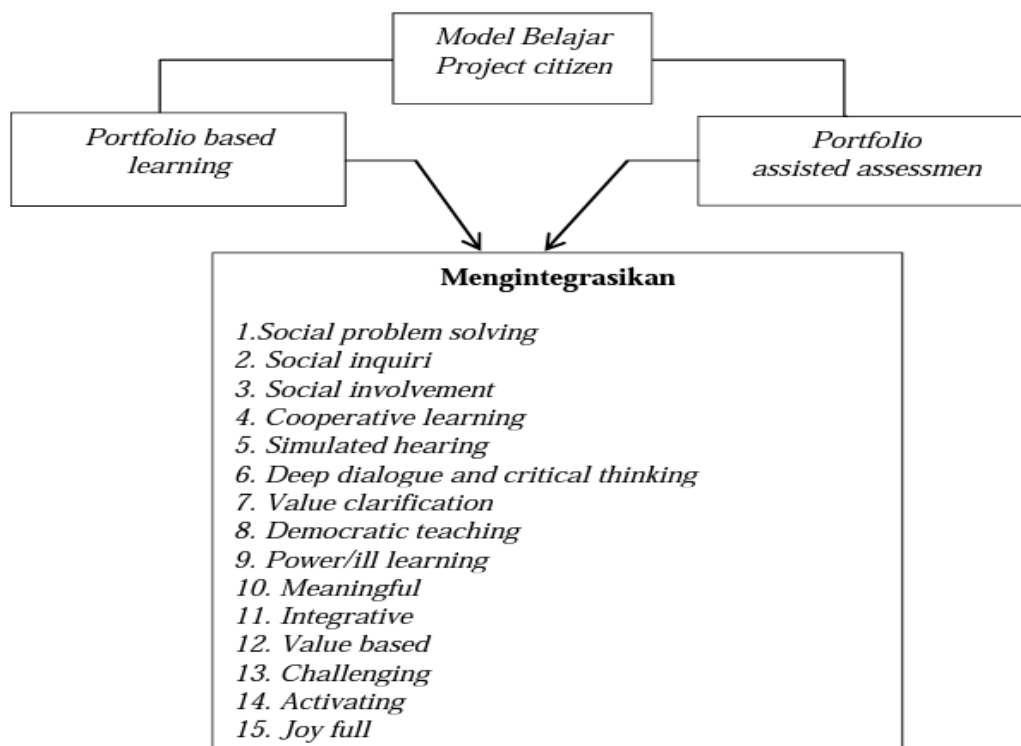 Model Belajar
Project citizen
Portfolio based
learning
Portfolio
assisted assessmen
Mengintegrasikan
1.Social problem solving
2. Social inquiri
3. Social involvement
4. Cooperative learning
5. Simulated hearing
6. Deep dialogue and critical thinking
7. Value clarification
8. Democratic teaching
9. Power/ill learning
10. Meaningful
11. Integrative
12. Value based
13. Challenging
14. Activating
15. Joy full